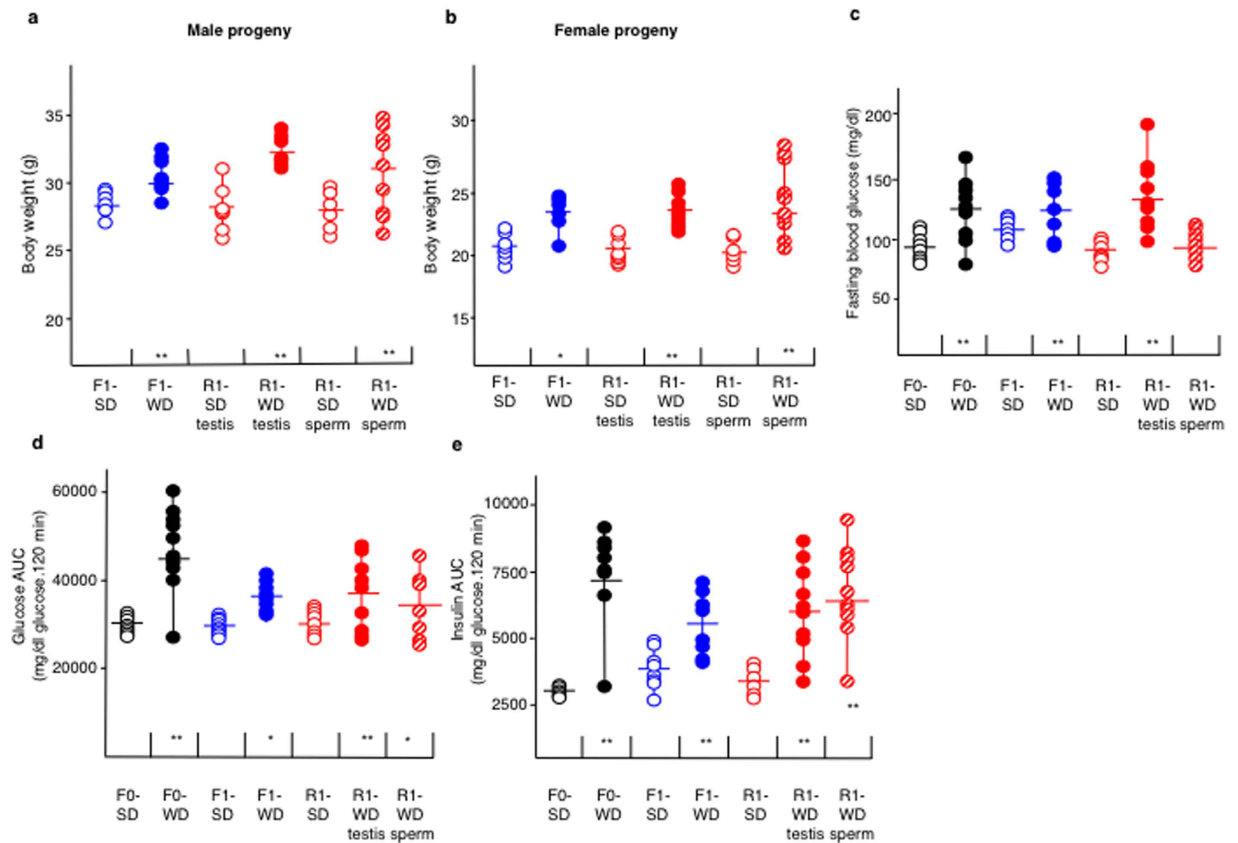 a
Male progeny
Body weight (g)
35
30
25
20
** ** **
F1- F1- R1- R1- R1- R1-
SD WD SD WD SD WD
testis testis sperm sperm
b
Female progeny
Body weight (g)
30
25
20
15
* ** **
F1- F1- R1- R1- R1- R1-
SD WD SD WD SD WD
testis testis sperm sperm
c
Fasting blood glucose (mg/dl)
200
150
100
50
** ** **
F0- F0- F1- F1- R1- R1- R1-
SD WD SD WD SD WD WD
testis sperm
d
Glucose AUC
(mg/dl glucose.120 min)
60000
40000
20000
** * ** *
F0- F0- F1- F1- R1- R1- R1-
SD WD SD WD SD WD WD
testis sperm
e
Insulin AUC
(mg/dl glucose.120 min)
10000
7500
5000
2500
**
** ** **
F0- F0- F1- F1- R1- R1- R1-
SD WD SD WD SD WD WD
testis sperm